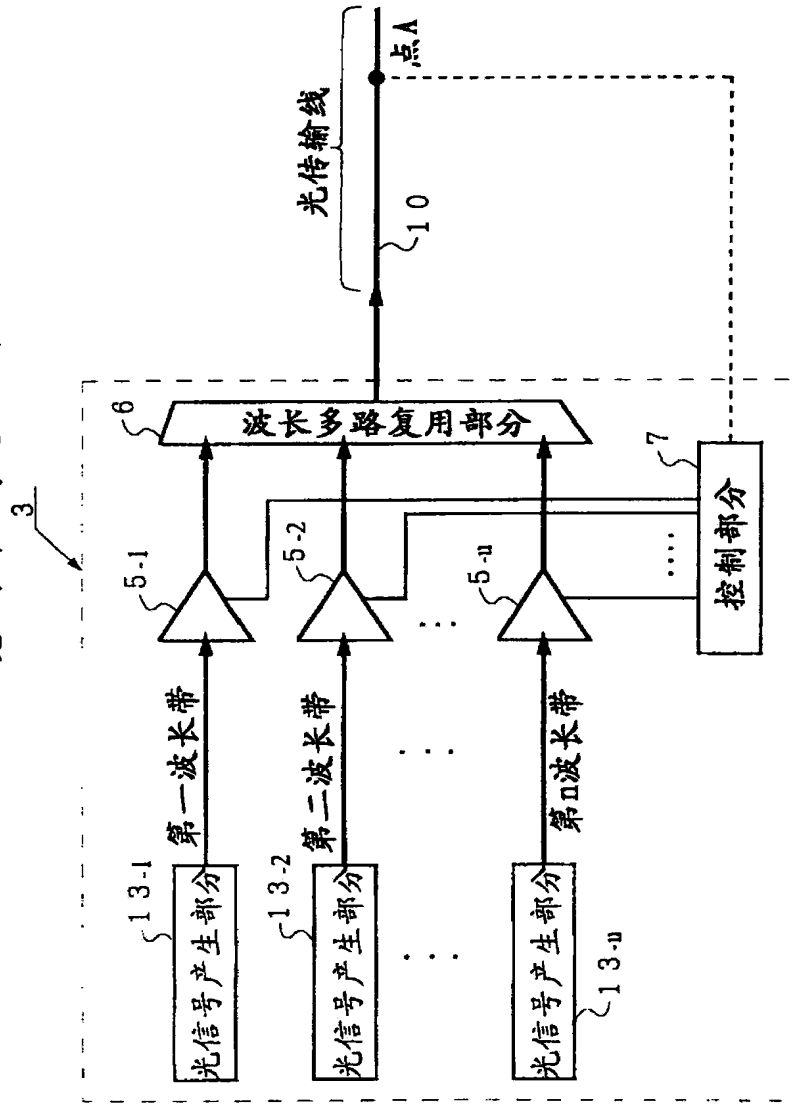 3
13-1
光信号产生部分
第一波长带
5-1
6
13-2
光信号产生部分
第二波长带
5-2
波长多路复用部分
光传输线
10
点A
...
...
...
13-n
光信号产生部分
第n波长带
5-n
7
....
控制部分